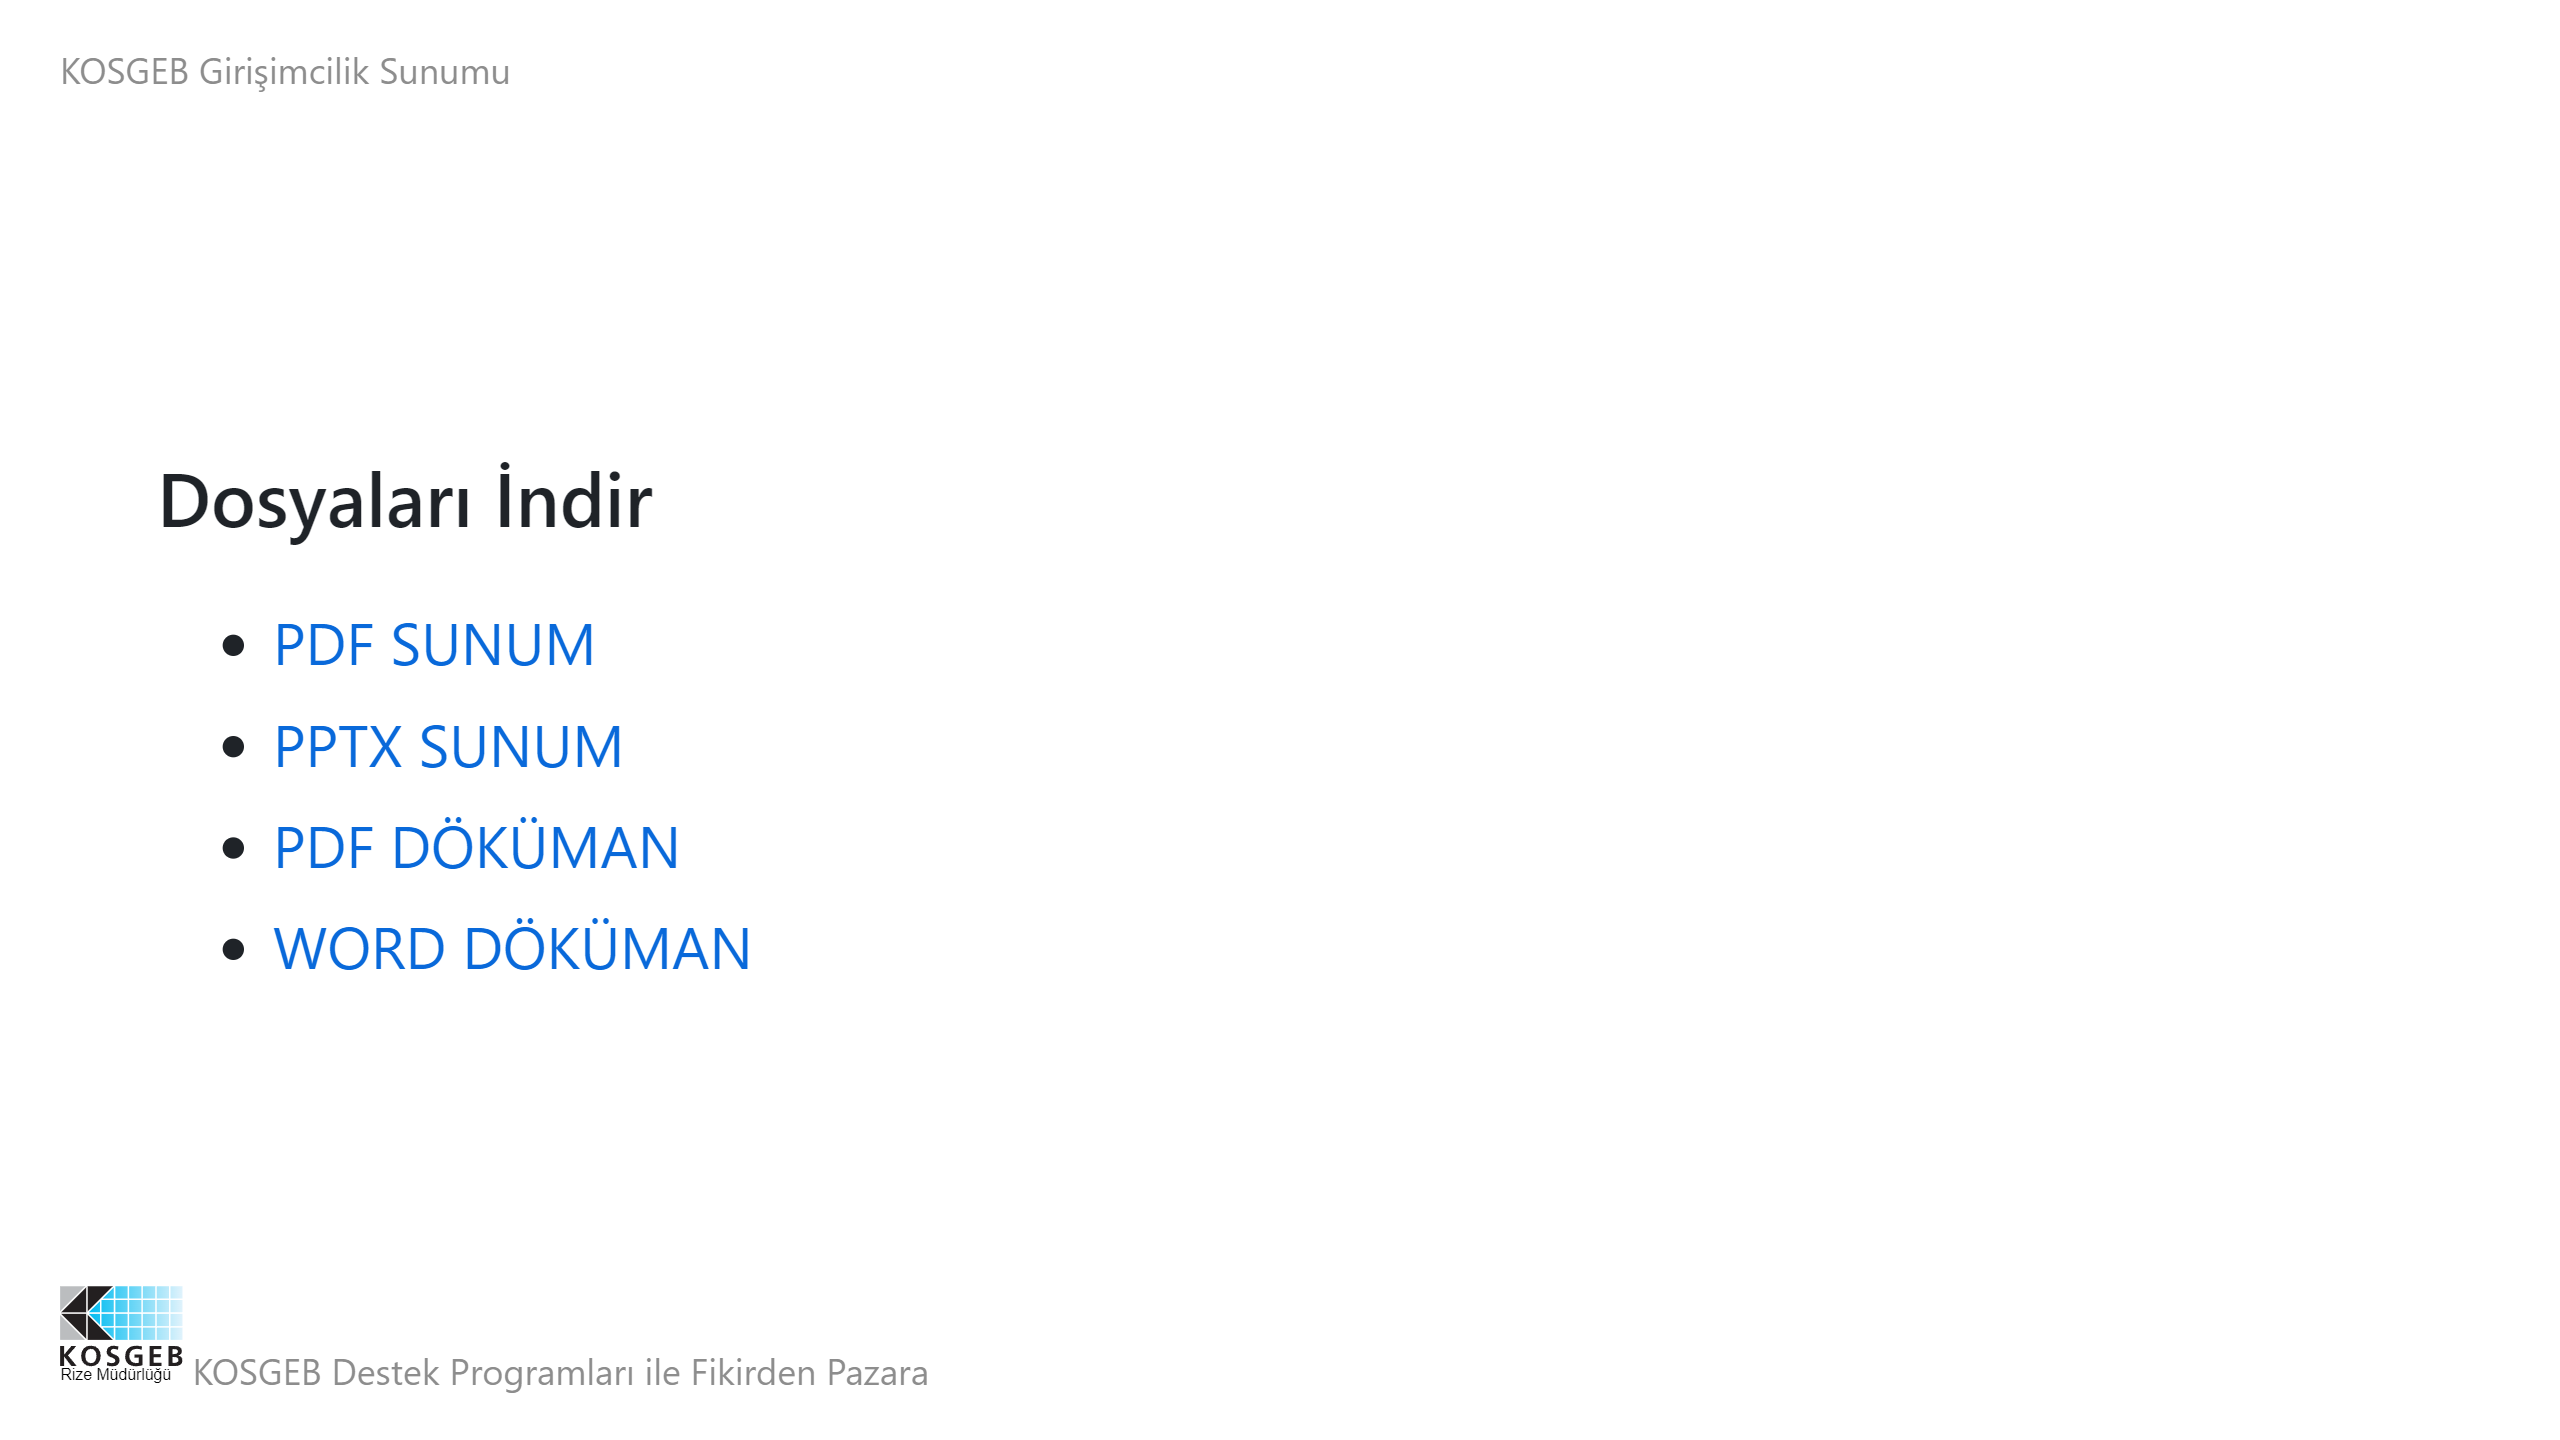 KOSGEB Girişimcilik Sunumu
Dosyaları İndir
PDF SUNUM
PPTX SUNUM
PDF DÖKÜMAN
WORD DÖKÜMAN
KOSGEB
Rize Müdürlüğü
KOSGEB Destek Programları ile Fikirden Pazara